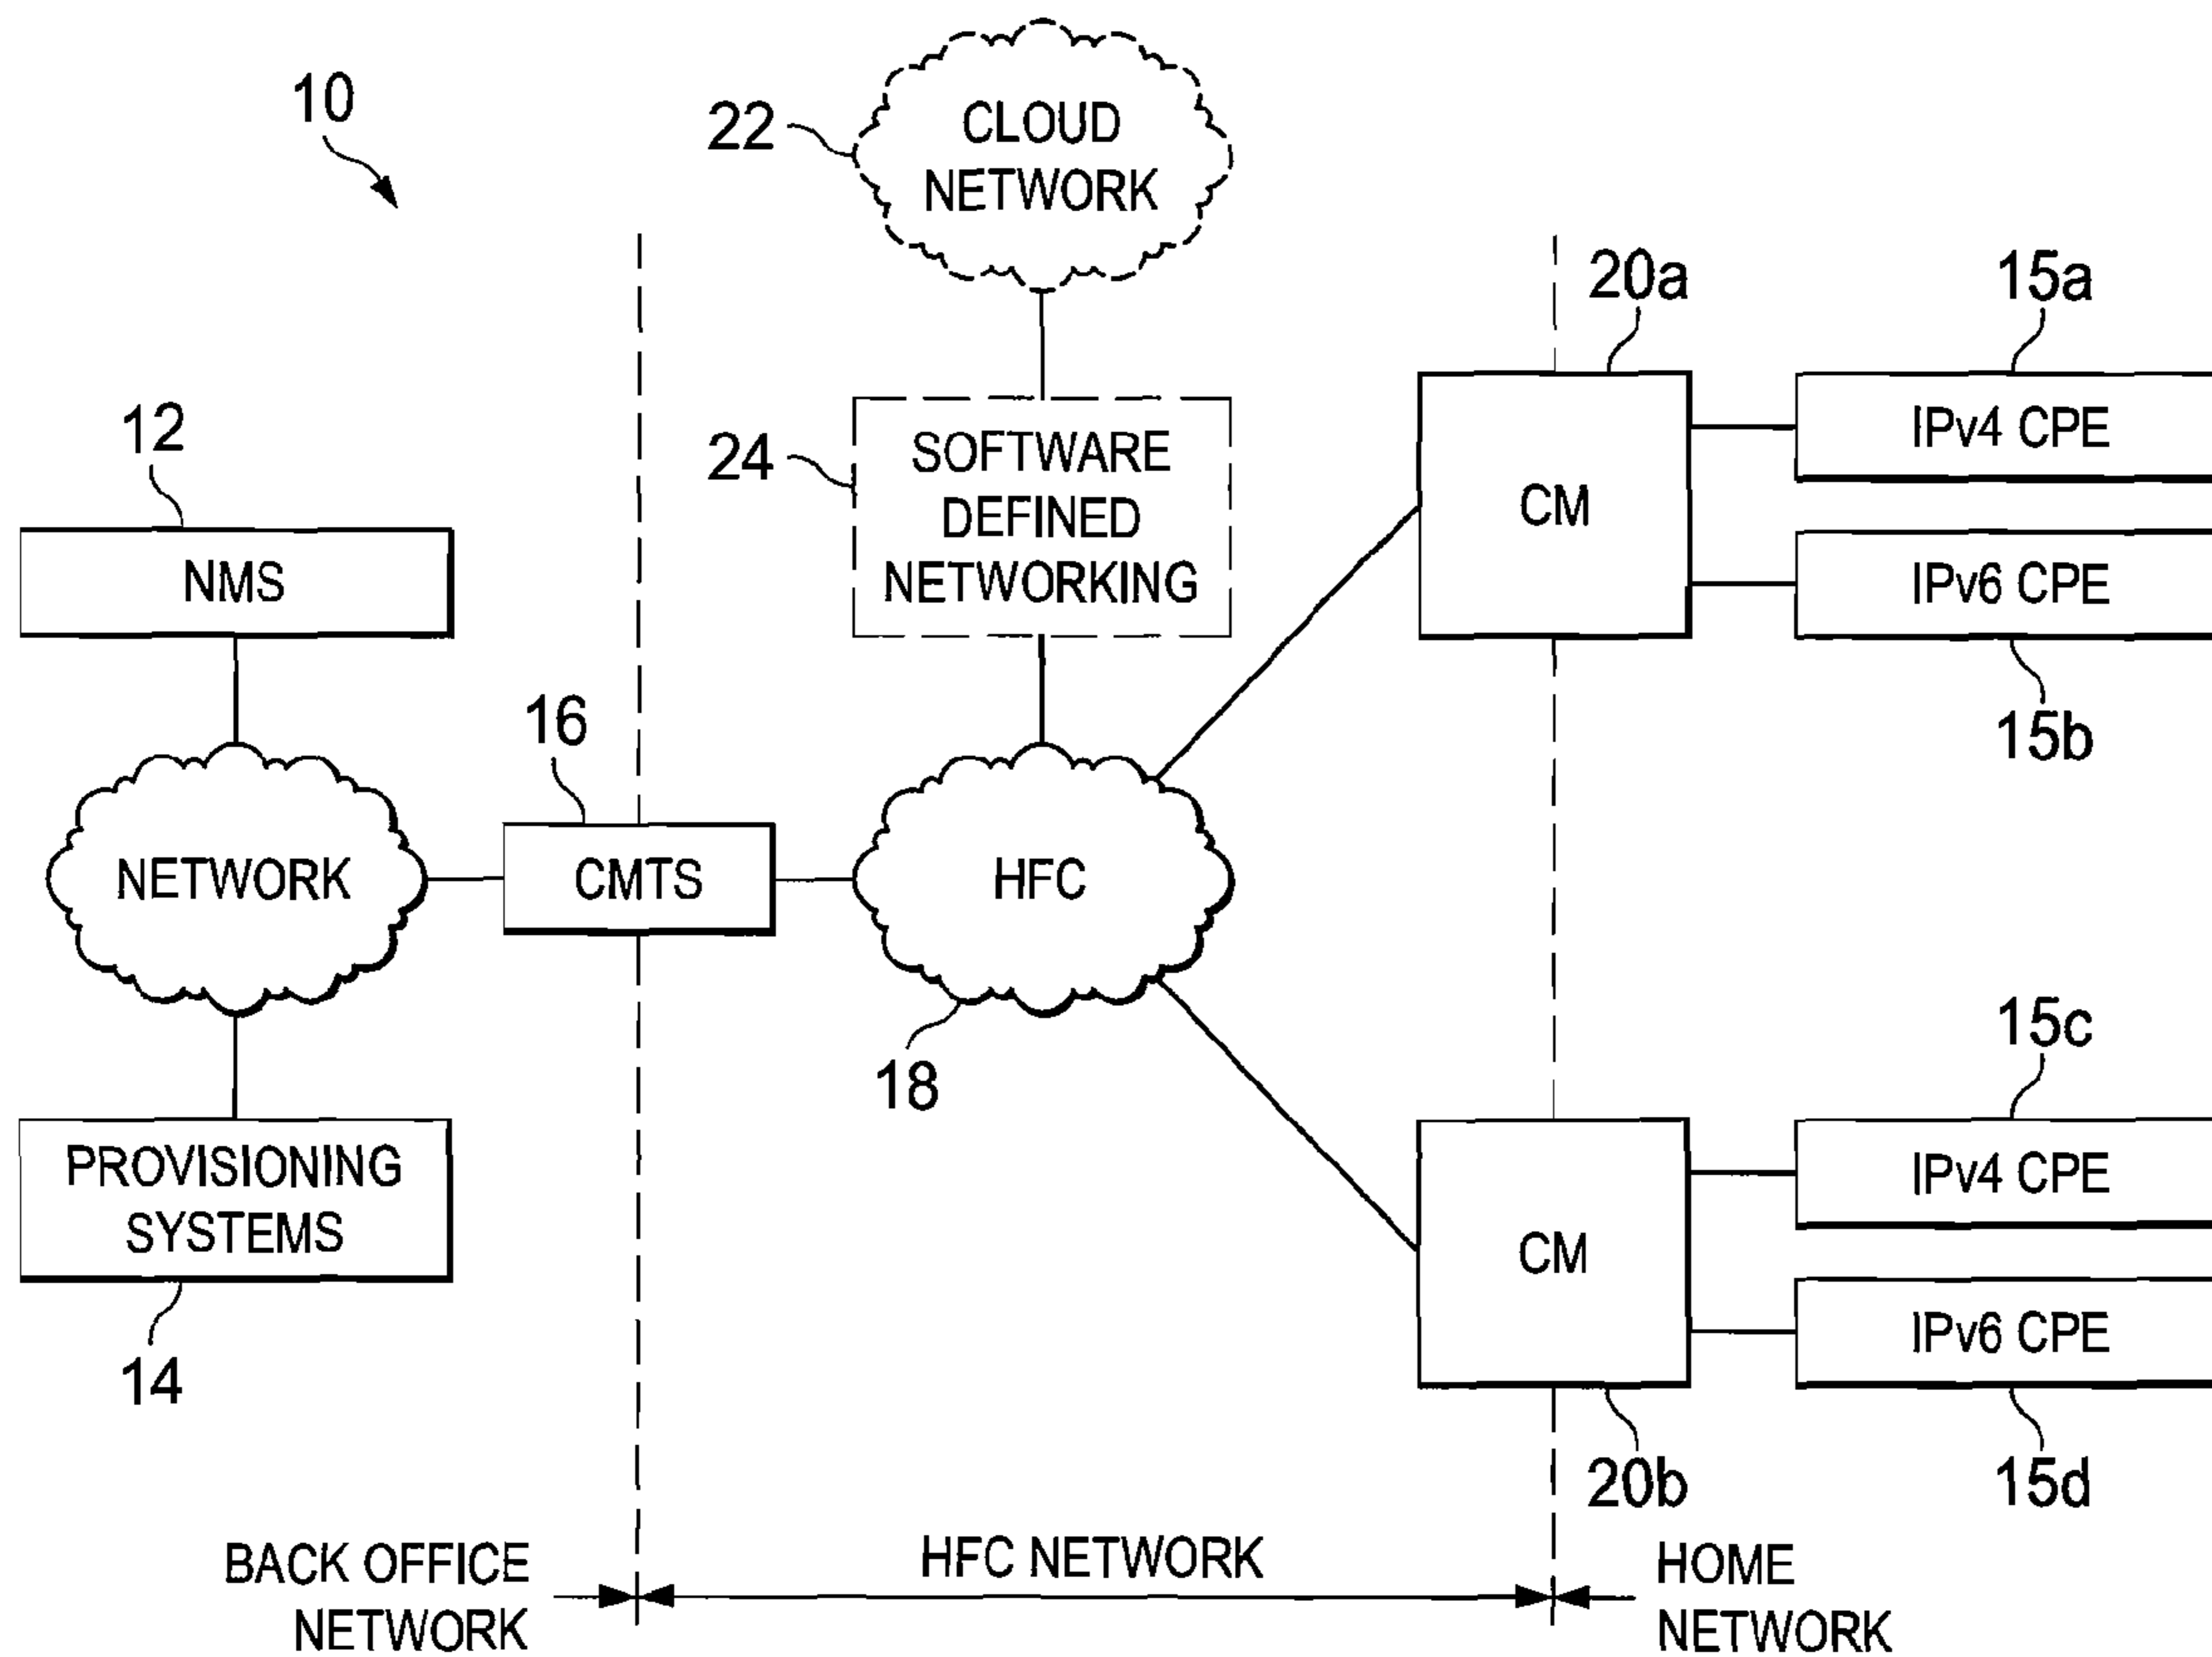 10
22
CLOUD
NETWORK
20a
15a
12
24
SOFTWARE
DEFINED
NETWORKING
CM
IPv4 CPE
NMS
IPv6 CPE
15b
16
NETWORK
CMTS
HFC
18
15c
PROVISIONING
SYSTEMS
14
CM
IPv4 CPE
IPv6 CPE
20b
15d
BACK OFFICE
NETWORK
HFC NETWORK
HOME
NETWORK